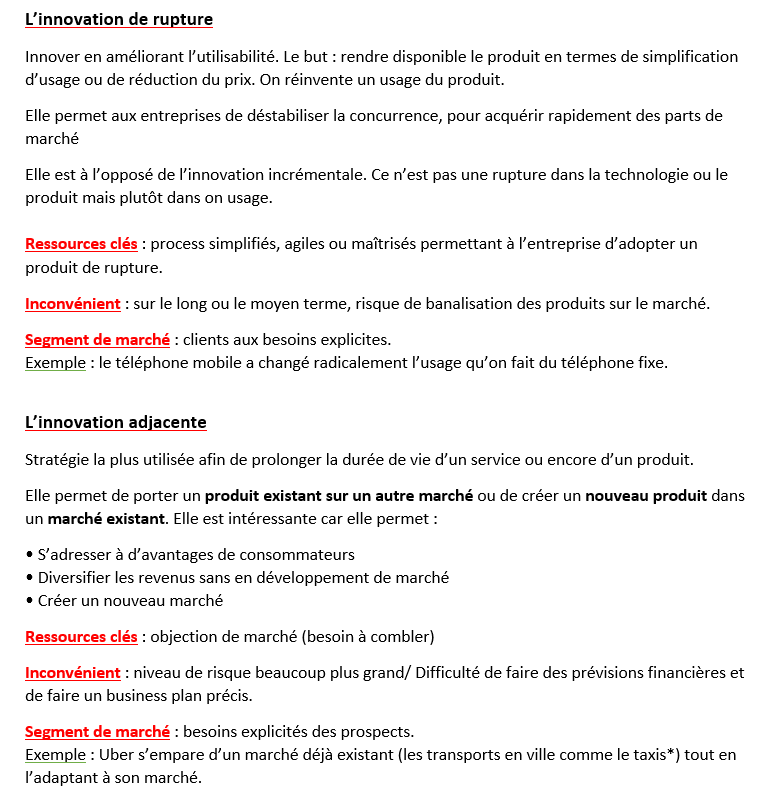 L’innovation de rupture
Innover en améliorant l’utilisabilité. Le but : rendre disponible le produit en termes de simplification
d’usage ou de réduction du prix. On réinvente un usage du produit.
Elle permet aux entreprises de déstabiliser la concurrence, pour acquérir rapidement des parts de
marché
Elle est à l’opposé de l’innovation incrémentale. Ce n’est pas une rupture dans la technologie ou le
produit mais plutôt dans on usage.
Ressources clés : process simplifiés, agiles ou maîtrisés permettant à l’entreprise d’adopter un
produit de rupture.
Inconvénient : sur le long ou le moyen terme, risque de banalisation des produits sur le marché.
Segment de marché : clients aux besoins explicites.
Exemple : le téléphone mobile a changé radicalement l’usage qu’on fait du téléphone fixe.
L’innovation adjacente
Stratégie la plus utilisée afin de prolonger la durée de vie d’un service ou encore d’un produit.
Elle permet de porter un produit existant sur un autre marché ou de créer un nouveau produit dans
un marché existant. Elle est intéressante car elle permet :
• S’adresser à d’avantages de consommateurs
• Diversifier les revenus sans en développement de marché
• Créer un nouveau marché
Ressources clés : objection de marché (besoin à combler)
Inconvénient : niveau de risque beaucoup plus grand/ Difficulté de faire des prévisions financières et
de faire un business plan précis.
Segment de marché : besoins explicités des prospects.
Exemple : Uber s’empare d’un marché déjà existant (les transports en ville comme le taxis*) tout en
l’adaptant à son marché.